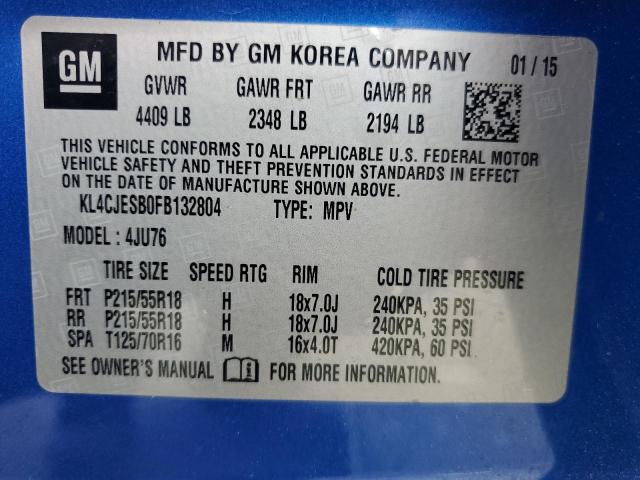 GM MFD BY GM KOREA COMPANY 01 / 15
GVWR GAWR FRT GAWR RR
4409 LB 2348 LB 2194 LB
THIS VEHICLE CONFORMS TO ALL APPLICABLE U.S. FEDERAL MOTOR
VEHICLE SAFETY AND THEFT PREVENTION STANDARDS IN EFFECT
ON THE DATE OF MANUFACTURE SHOWN ABOVE.
KL4CJESB0FB132804 TYPE: MPV
MODEL : 4JU76
TIRE SIZE SPEED RTG RIM COLD TIRE PRESSURE
FRT P215/55R18 H 18x7.0J 240KPA, 35 PSI
RR P215/55R18 H 18x7.0J 240KPA, 35 PSI
SPA T125/70R16 M 16x4.0T 420KPA, 60 PSI
SEE OWNER'S MANUAL FOR MORE INFORMATION.